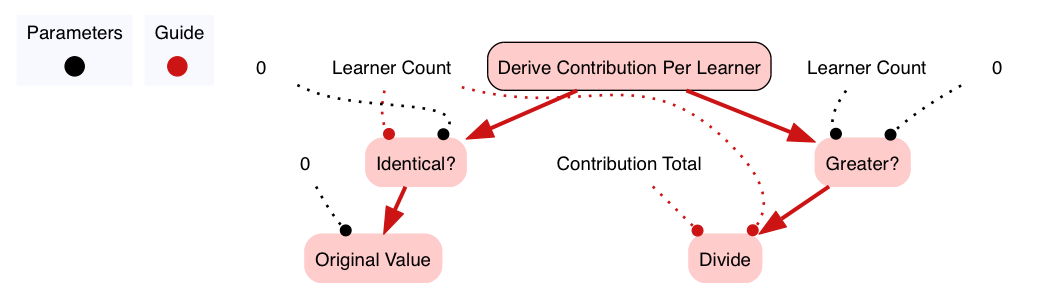 Parameters
Guide
0
Learner Count
Derive Contribution Per Learner
Learner Count
0
0
Identical?
Contribution Total
Greater?
Original Value
Divide